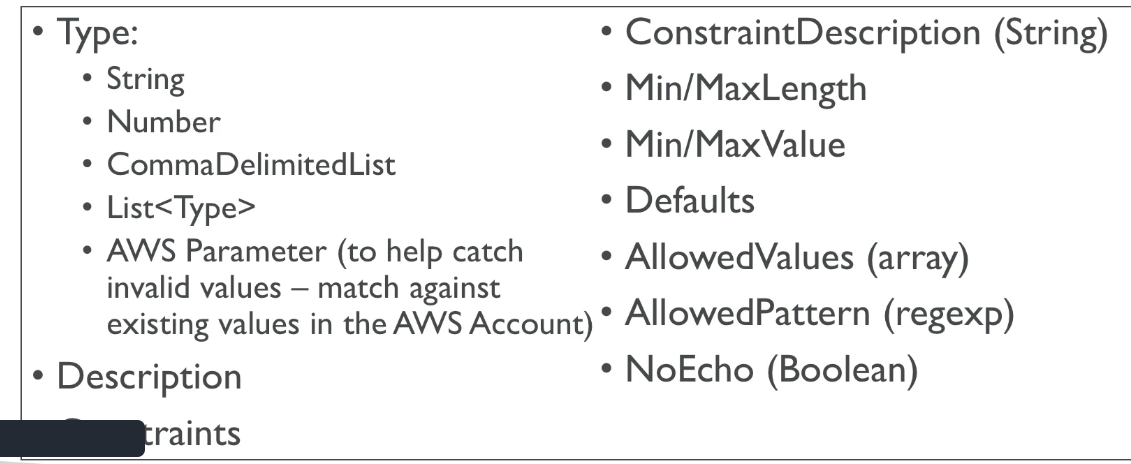 • Type:
• String
• Number
• CommaDelimitedList
• List<Type>
• AWS Parameter (to help catch
invalid values – match against
existing values in the AWS Account)
• Description
traints
• ConstraintDescription (String)
• Min/MaxLength
• Min/MaxValue
• Defaults
• AllowedValues (array)
• AllowedPattern (regexp)
• NoEcho (Boolean)